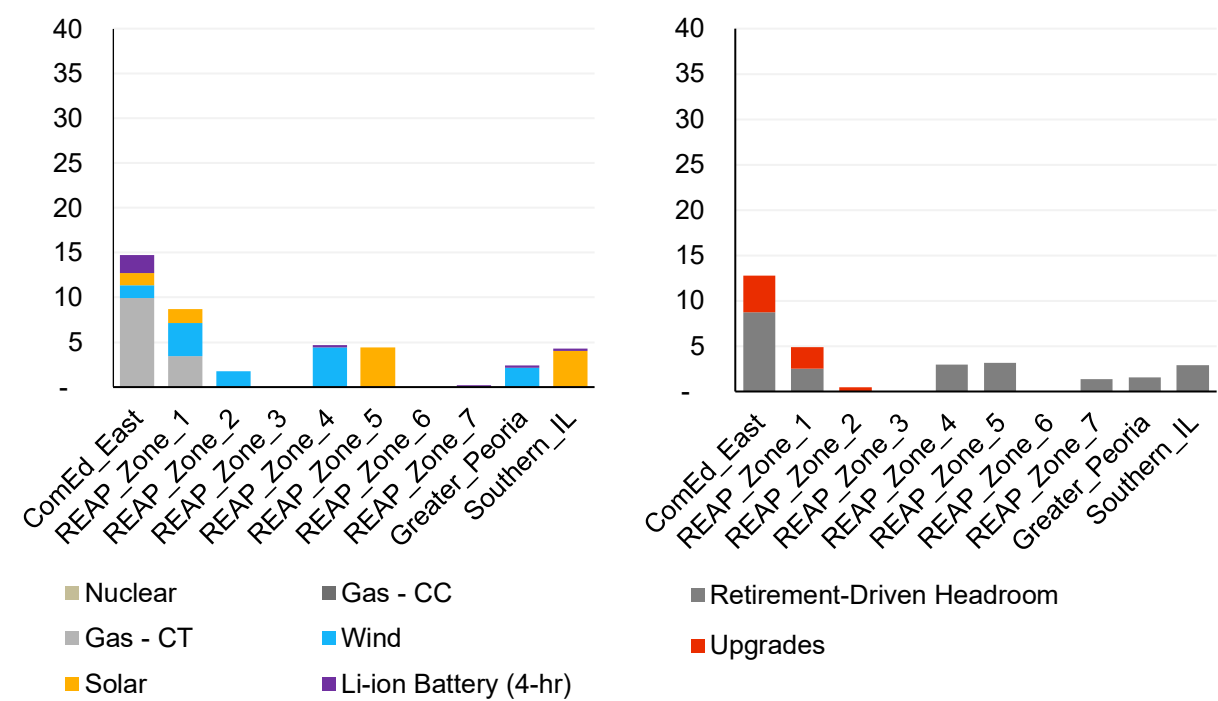 40
35
30
25
20
15
10
5
-
ComEd_East
REAP_Zone_1
REAP_Zone_2
REAP_Zone_3
REAP_Zone_4
REAP_Zone_5
REAP_Zone_6
REAP_Zone_7
Greater_Peoria
Southern_IL
Nuclear
Gas - CC
Gas - CT
Wind
Solar
Li-ion Battery (4-hr)
40
35
30
25
20
15
10
5
-
ComEd_East
REAP_Zone_1
REAP_Zone_2
REAP_Zone_3
REAP_Zone_4
REAP_Zone_5
REAP_Zone_6
REAP_Zone_7
Greater_Peoria
Southern_IL
Retirement-Driven Headroom
Upgrades